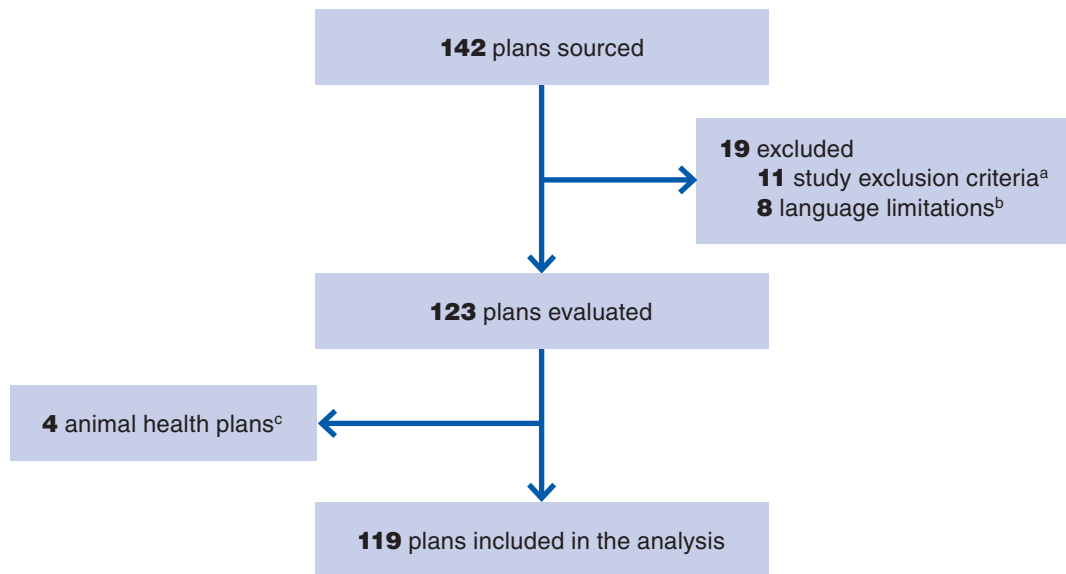 142 plans sourced
19 excluded
11 study exclusion criteriaᵃ
8 language limitationsᵇ
123 plans evaluated
4 animal health plansᶜ
119 plans included in the analysis